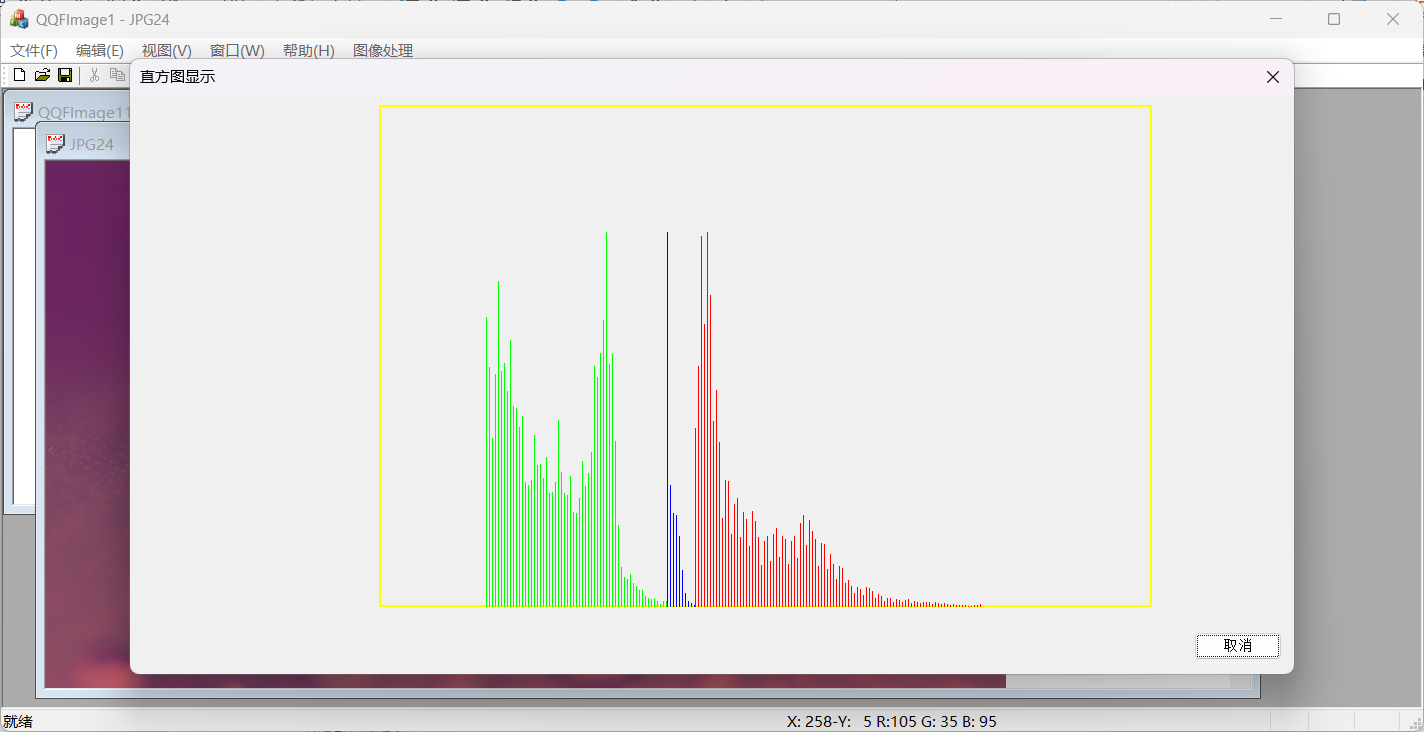 QQFImage1 - JPG24
文件(F) 编辑(E) 视图(V) 窗口(W) 帮助(H) 图像处理
直方图显示
QQFImage11
JPG24
取消
就绪
X: 258-Y: 5 R:105 G: 35 B: 95